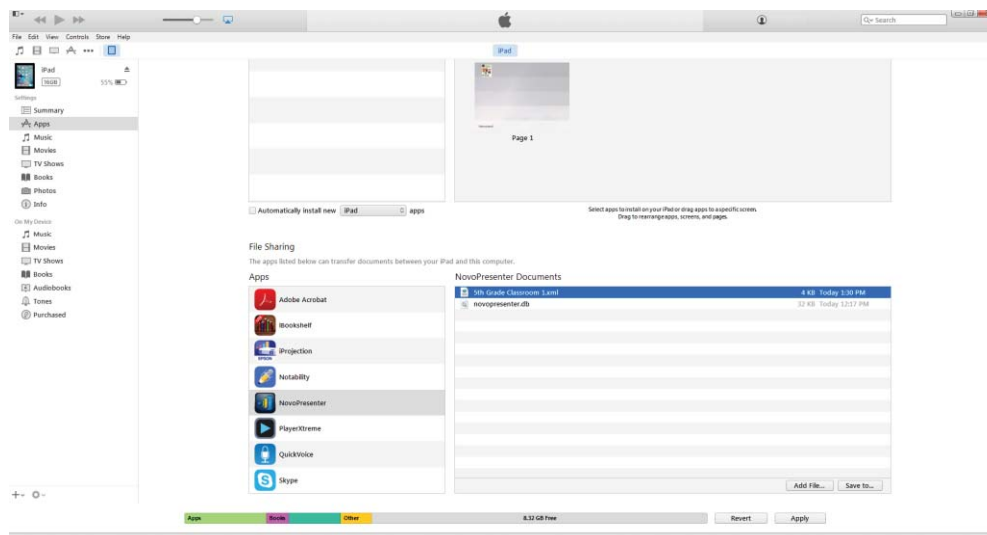 Search
File Edit View Controls Store Help
iPad
iPad
16GB 55%
Settings
Summary
Apps
Music
Movies
TV Shows
Books
Photos
Info
On My Device
Music
Movies
TV Shows
Books
Audiobooks
Tones
Purchased
Page 1
Automatically install new iPad apps
Select apps to install on your iPad or drag apps to a specific screen.
Drag to rearrange apps, screens, and pages.
File Sharing
The apps listed below can transfer documents between your iPad and this computer.
Apps
NovoPresenter Documents
Adobe Acrobat
iBookshelf
iProjection
EPSON
Notability
NovoPresenter
PlayerXtreme
QuickVoice
Skype
5th Grade Classroom 1.xml 4 KB Today 1:30 PM
novopresenter.db 32 KB Today 12:17 PM
Add File... Save to...
Apps Books Other 8.32 GB Free Revert Apply